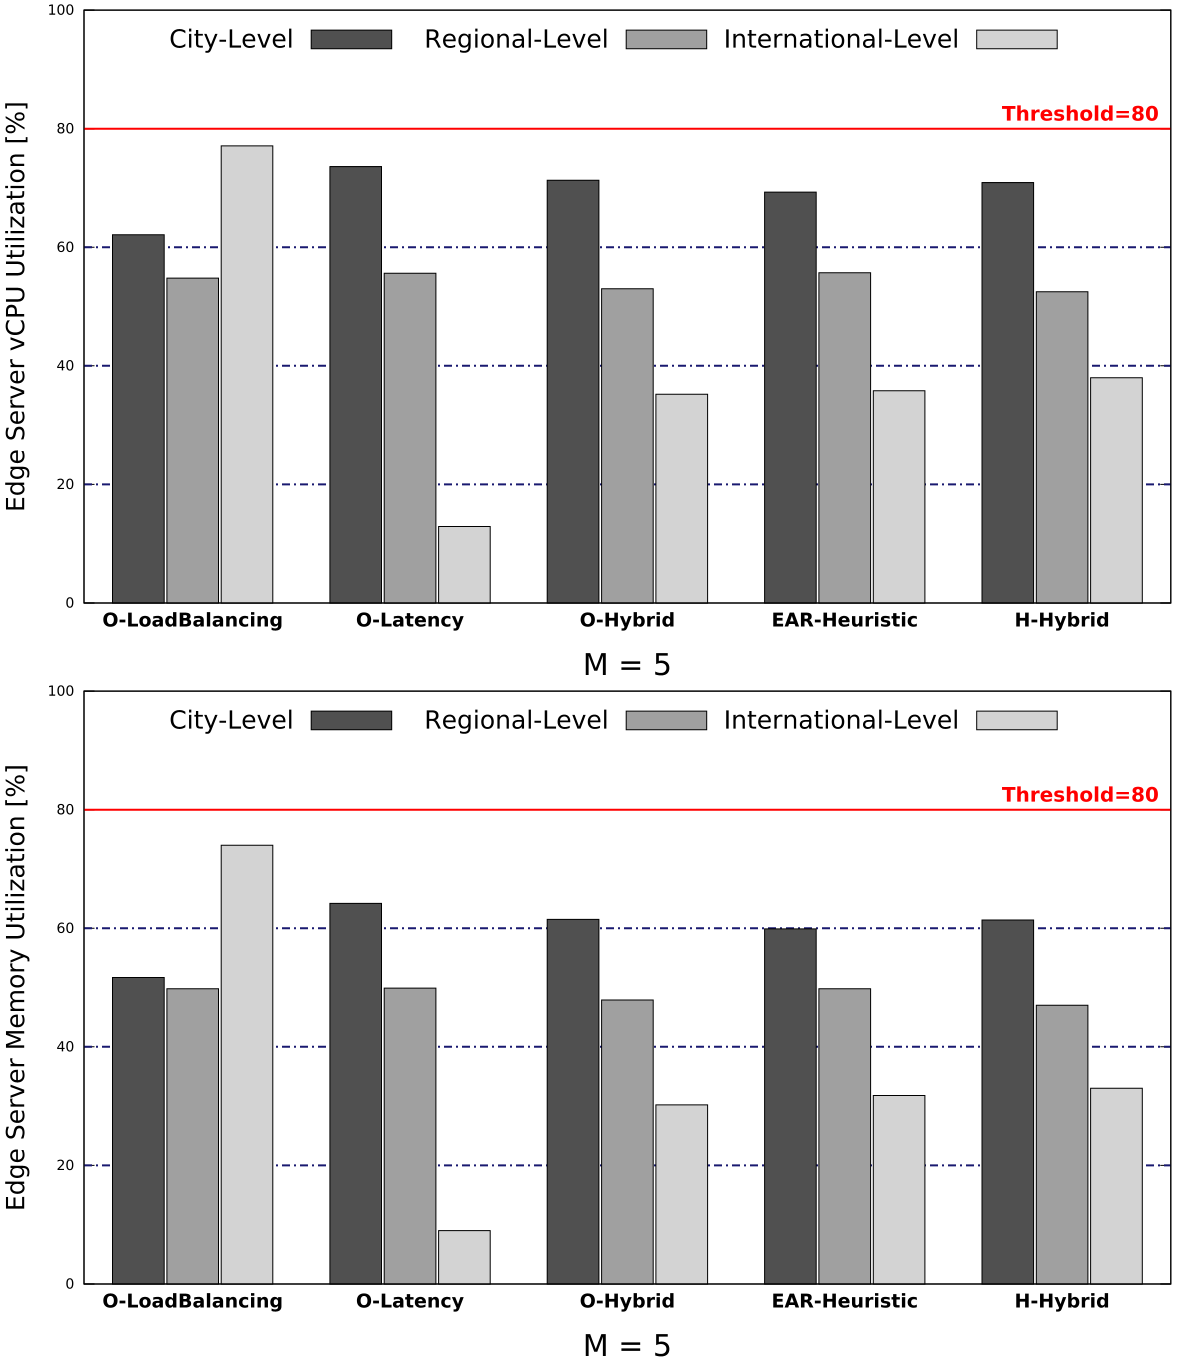 100
City-Level Regional-Level International-Level
Threshold=80
80
60
40
20
0
Edge Server vCPU Utilization [%]
O-LoadBalancing O-Latency O-Hybrid EAR-Heuristic H-Hybrid
M = 5
100
City-Level Regional-Level International-Level
Threshold=80
80
60
40
20
0
Edge Server Memory Utilization [%]
O-LoadBalancing O-Latency O-Hybrid EAR-Heuristic H-Hybrid
M = 5